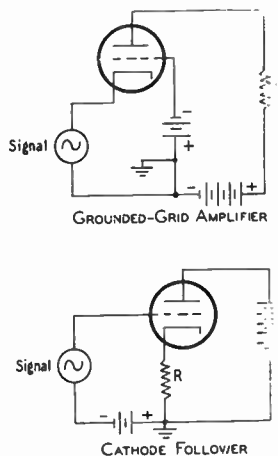 -
Signal
+
- +
GROUNDED-GRID AMPLIFIER
Signal
R
- +
CATHODE FOLLOWER